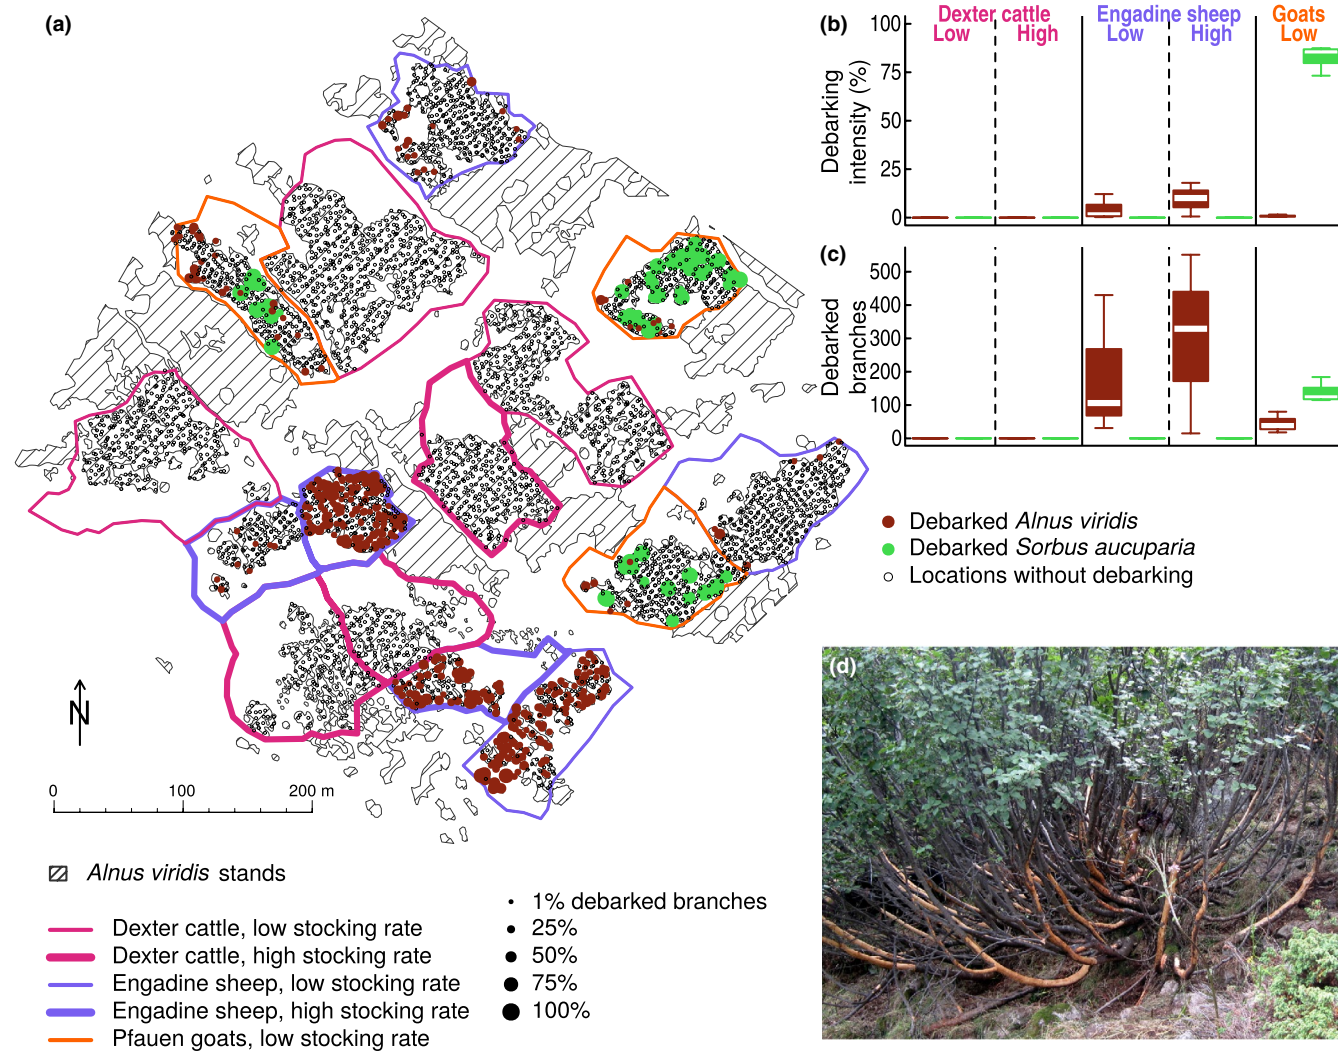 (a)
N
0 100 200 m
Alnus viridis stands
Dexter cattle, low stocking rate
Dexter cattle, high stocking rate
Engadine sheep, low stocking rate
Engadine sheep, high stocking rate
Pfauen goats, low stocking rate
1% debarked branches
25%
50%
75%
100%
(b)
Dexter cattle Engadine sheep Goats
Low High Low High Low
Debarking
intensity (%)
100
75
50
25
0
(c)
Debarked
branches
500
400
300
200
100
0
Debarked Alnus viridis
Debarked Sorbus aucuparia
Locations without debarking
(d)